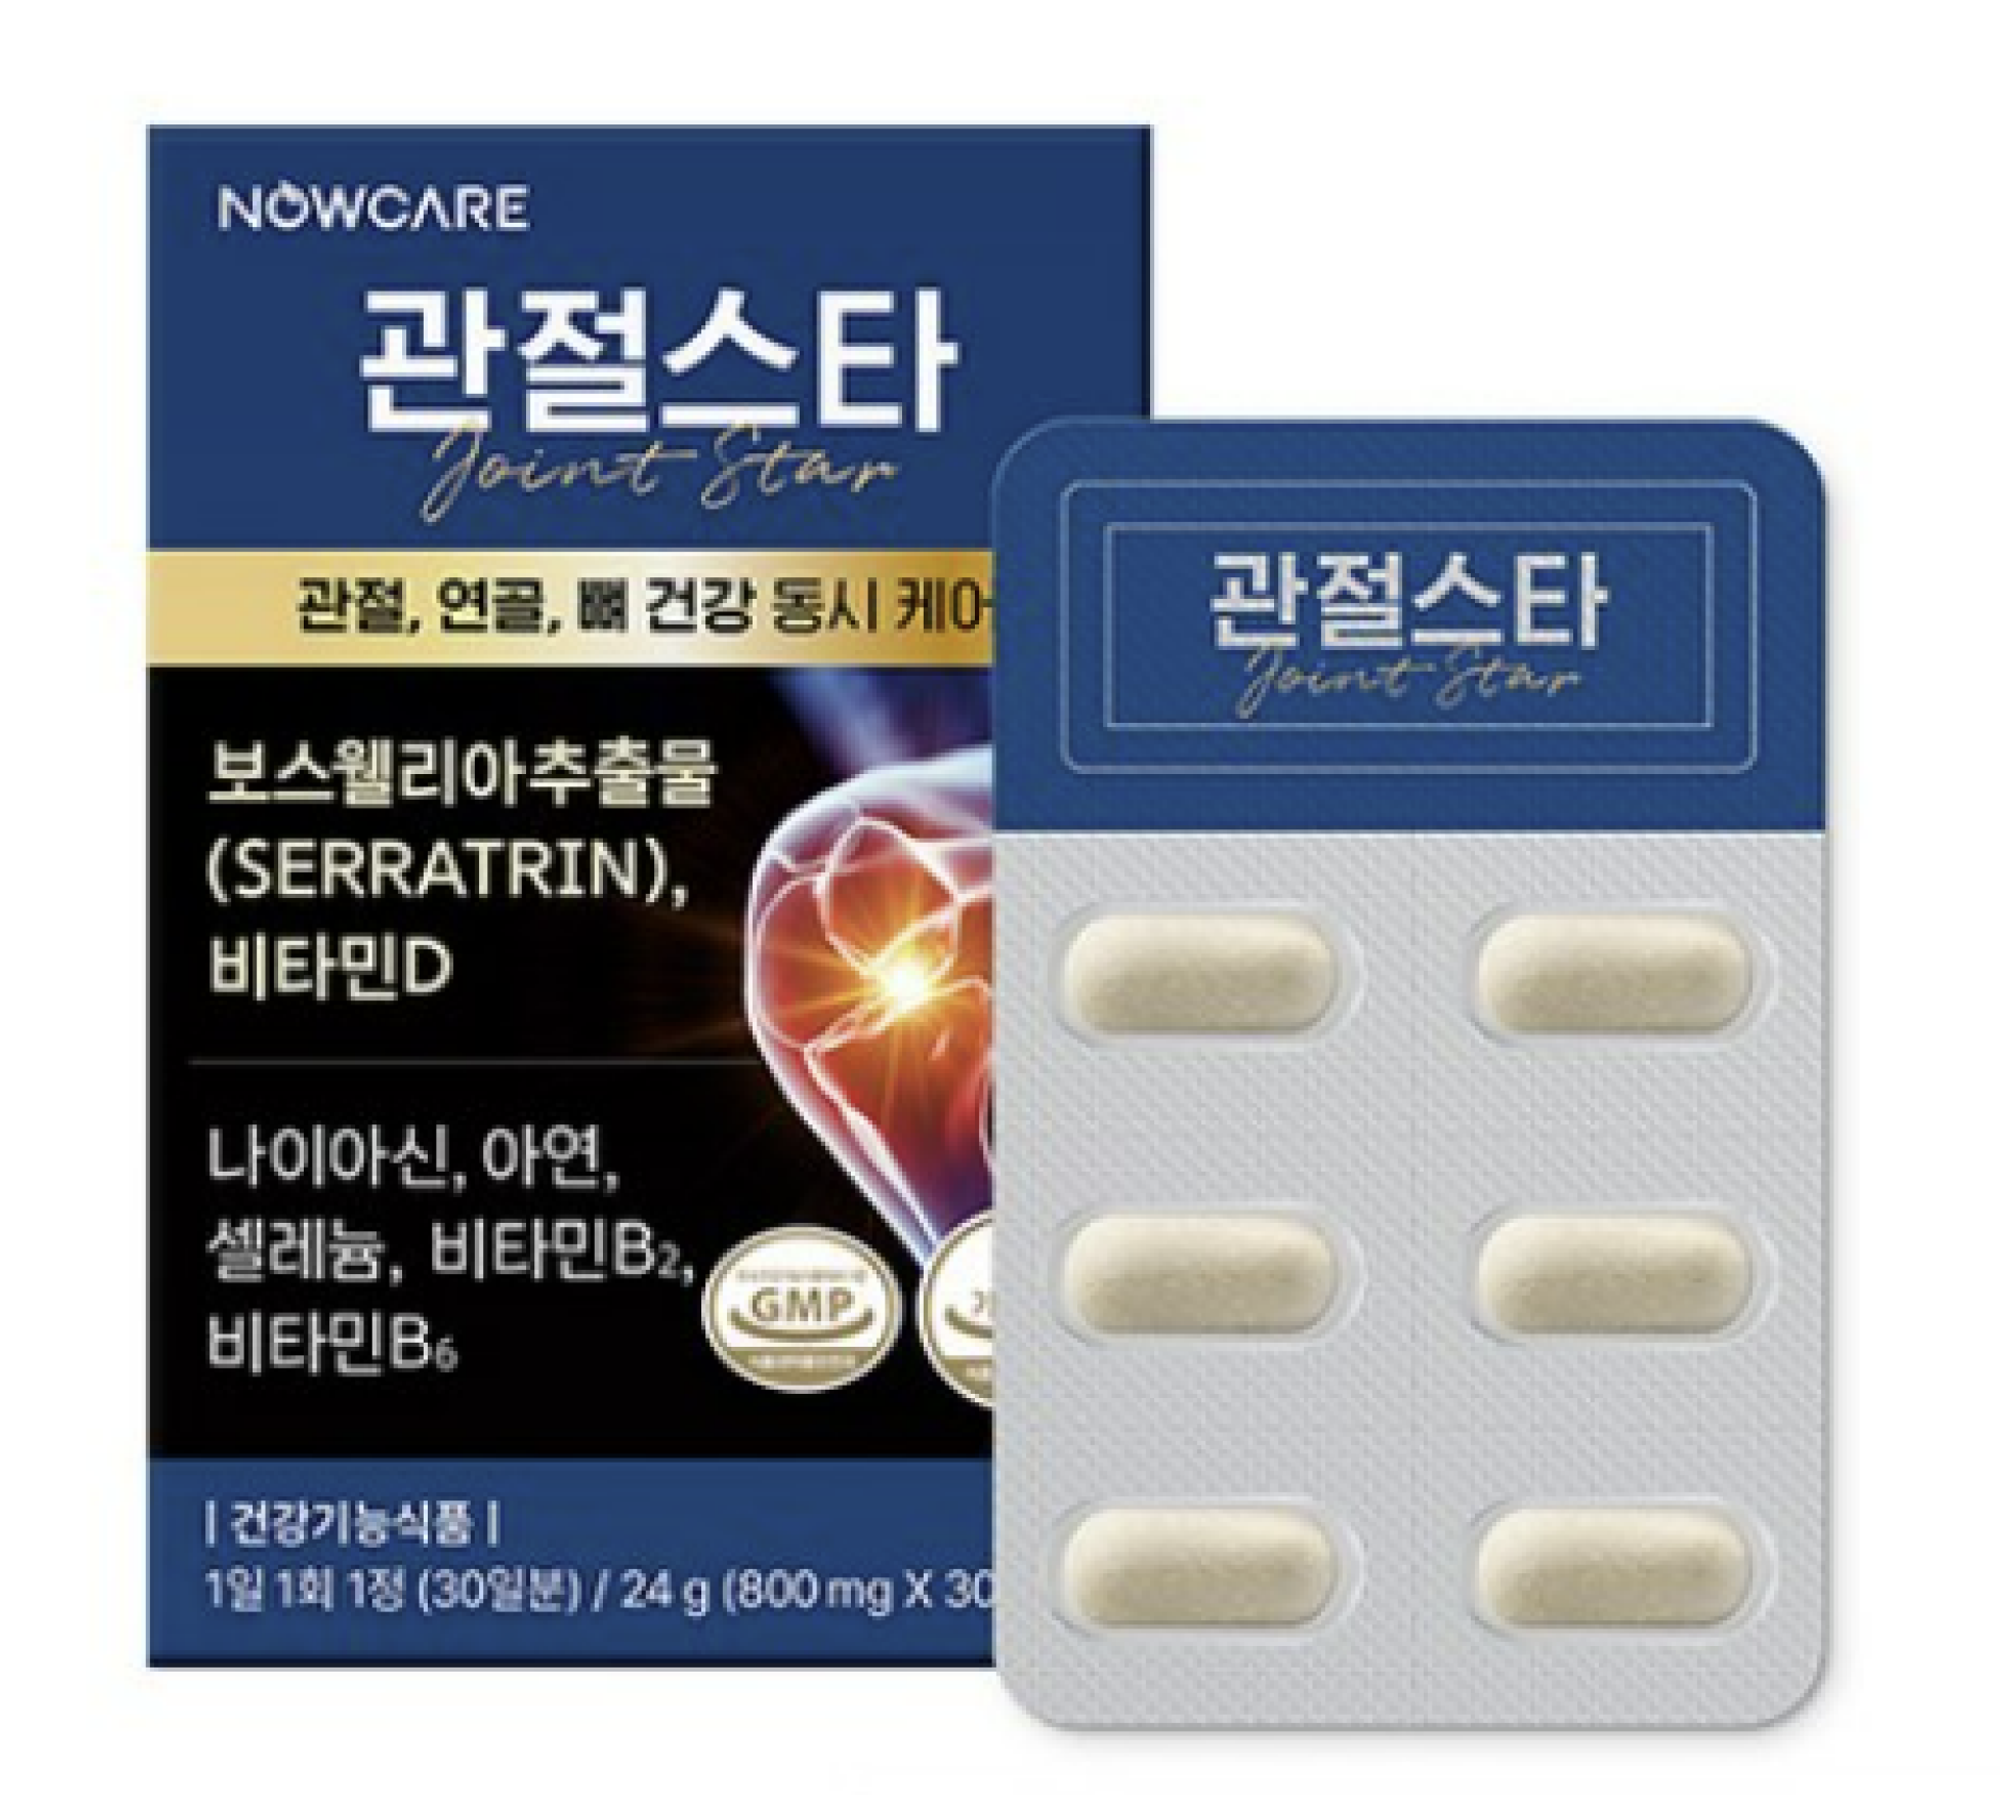 NOWCARE
관절스타
Joint Star
관절, 연골, 뼈 건강 동시 케어
보스웰리아추출물
(SERRATRIN),
비타민D
나이아신, 아연,
셀레늄, 비타민B2,
비타민B6
GMP
| 건강기능식품 |
1일 1회 1정 (30일분) / 24 g (800 mg X 30
관절스타
Joint Star